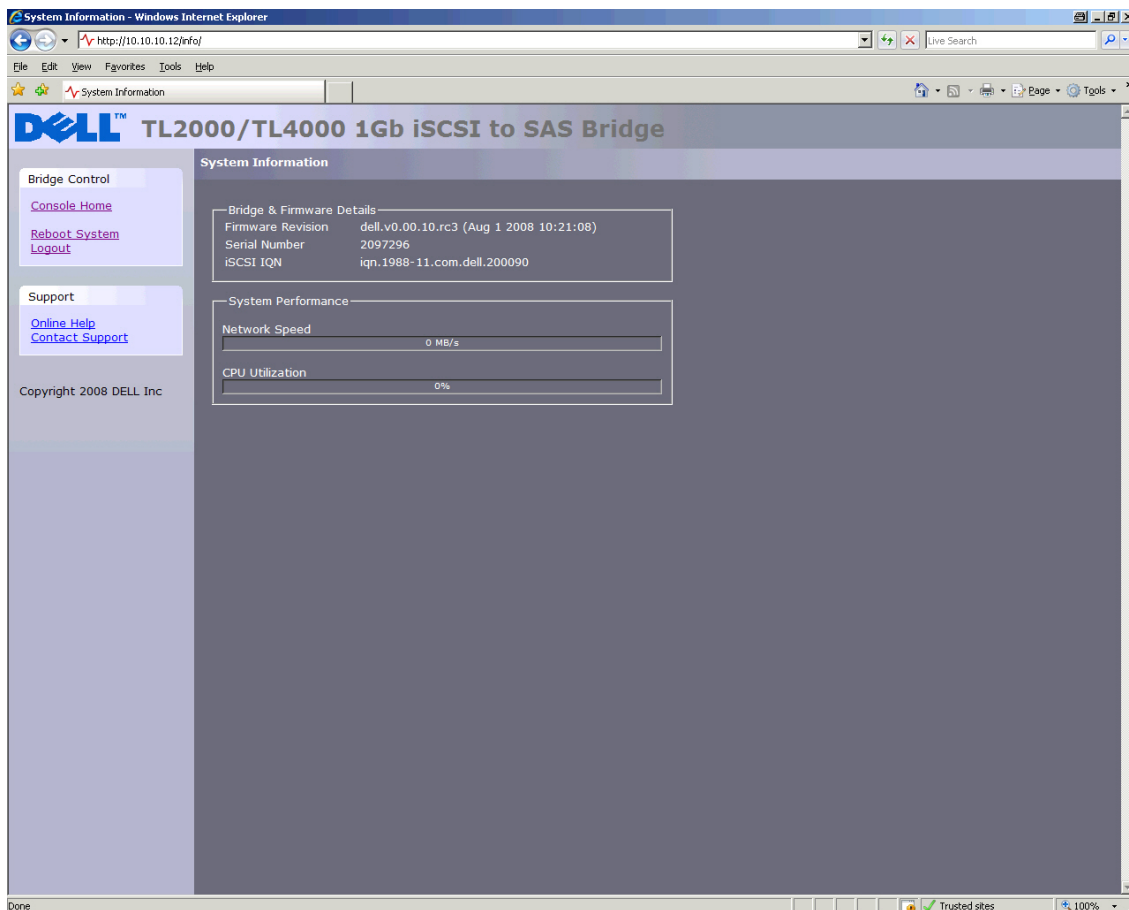 System Information - Windows Internet Explorer
http://10.10.10.12/info/
Live Search
File Edit View Favorites Tools Help
System Information
Page Tools
DELL™ TL2000/TL4000 1Gb iSCSI to SAS Bridge
System Information
Bridge Control
Console Home
Reboot System
Logout
Support
Online Help
Contact Support
Copyright 2008 DELL Inc
Bridge & Firmware Details
Firmware Revision dell.v0.00.10.rc3 (Aug 1 2008 10:21:08)
Serial Number 2097296
iSCSI IQN iqn.1988-11.com.dell.200090
System Performance
Network Speed
0 MB/s
CPU Utilization
0%
Done
Trusted sites
100%